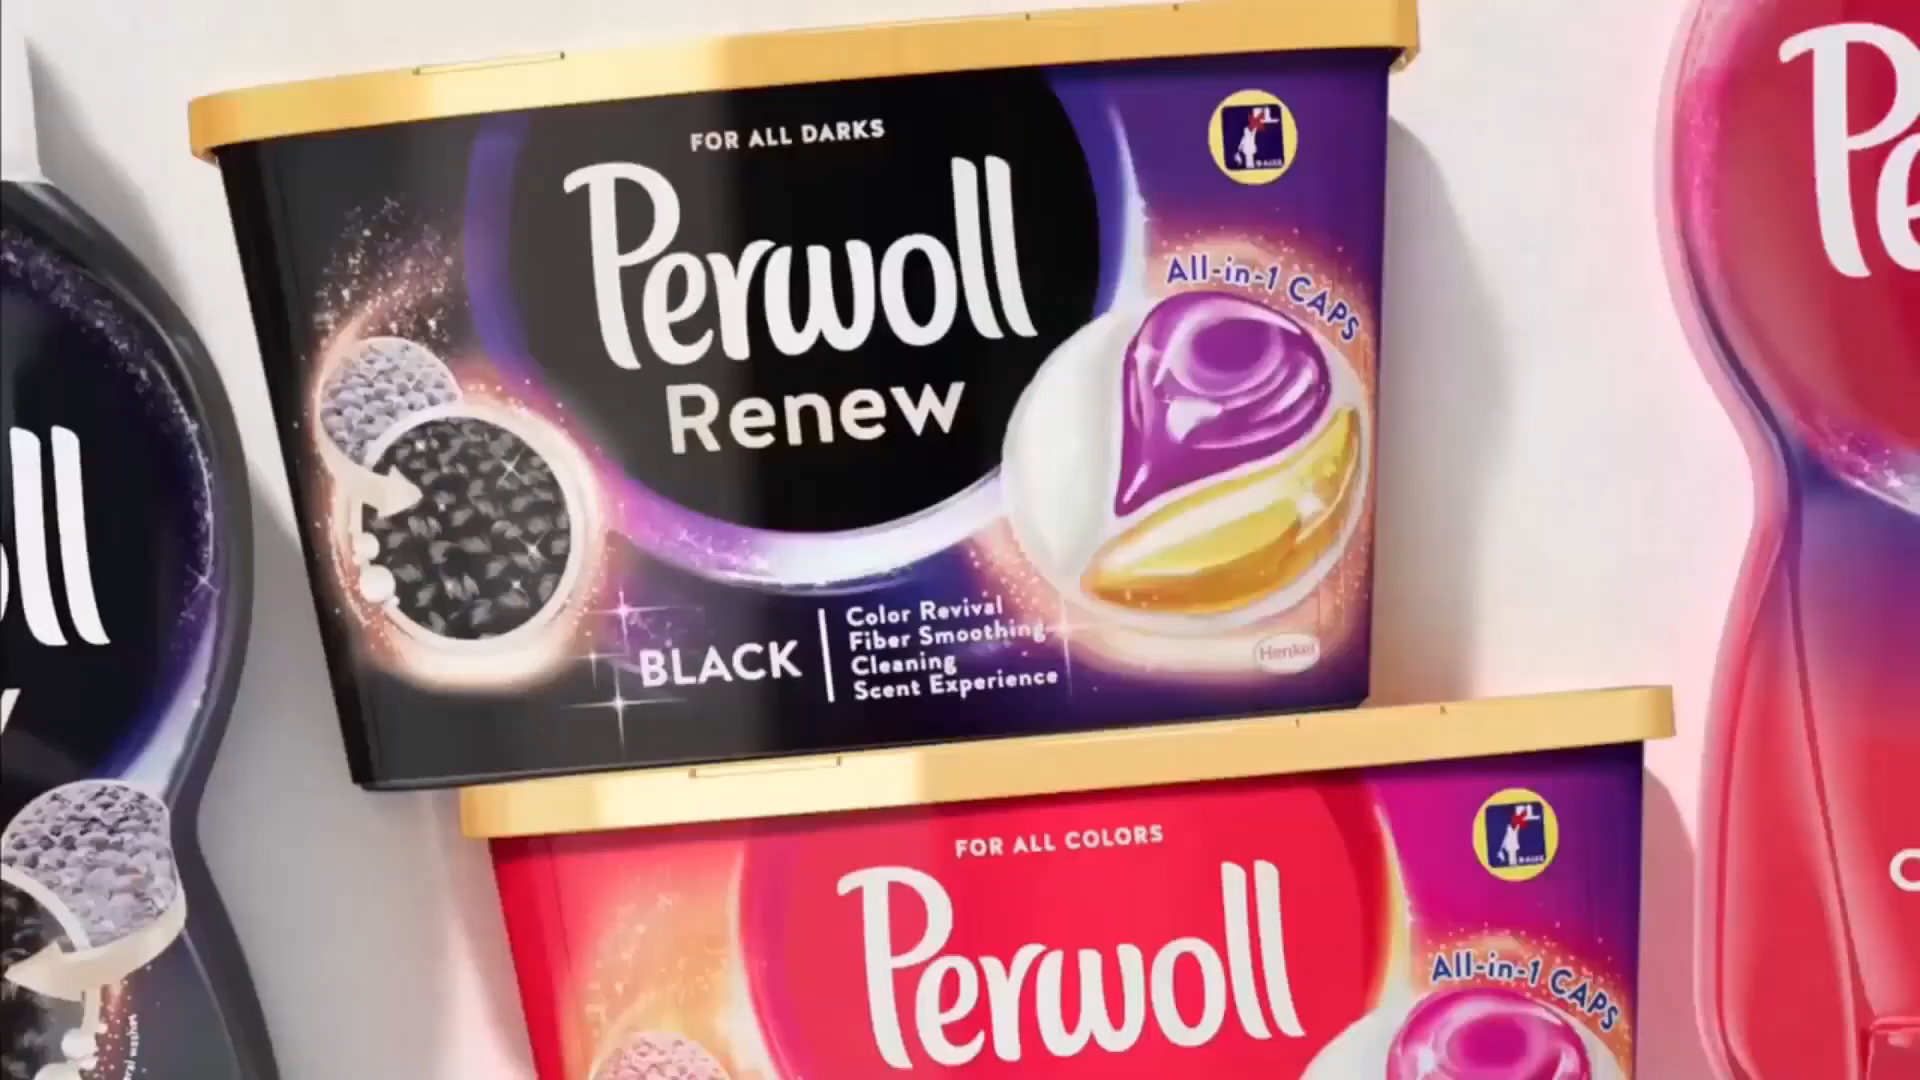 FOR ALL DARKS
Perwoll
Renew
All-in-1 CAPS
BLACK
Color Revival
Fiber Smoothing
Cleaning
Scent Experience
Henkel
FOR ALL COLORS
Perwoll
All-in-1 CAPS